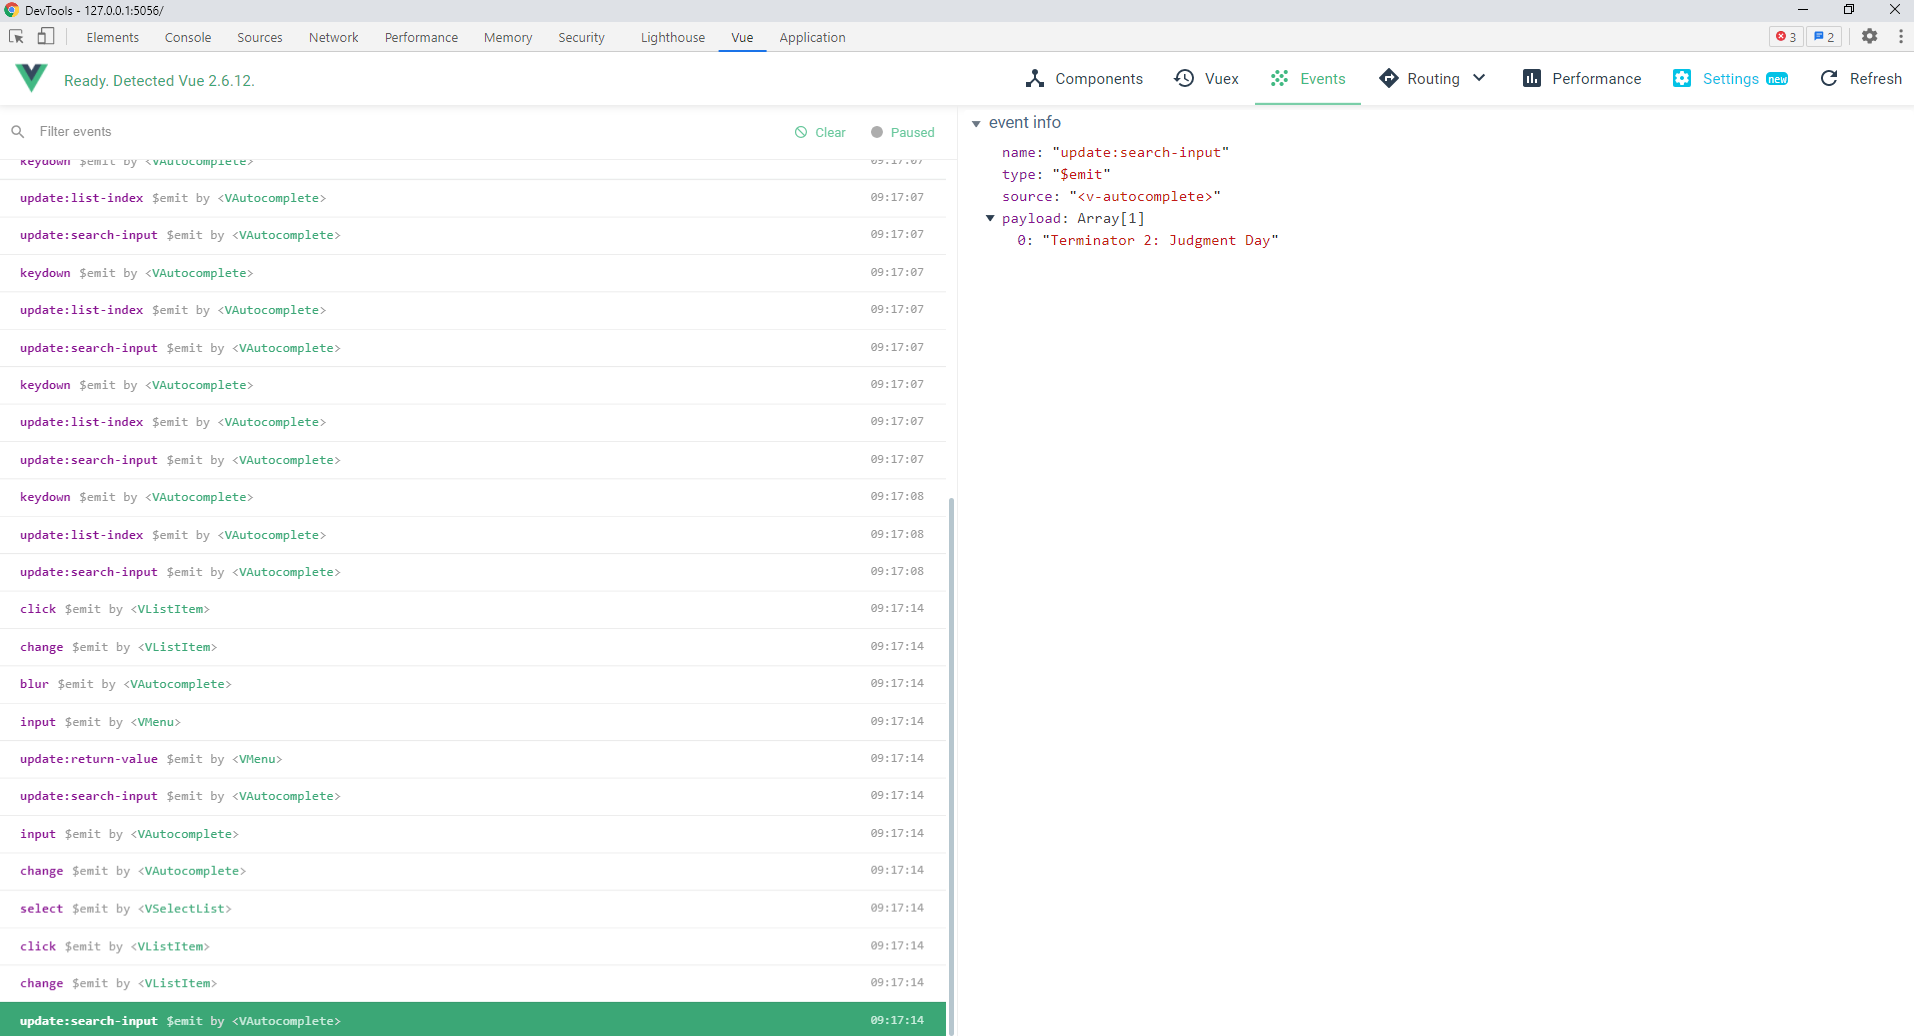 DevTools - 127.0.0.1:5056/
Elements Console Sources Network Performance Memory Security Lighthouse Vue Application 3 2
Ready. Detected Vue 2.6.12. Components Vuex Events Routing Performance Settings new Refresh
Filter events Clear Paused
keydown $emit by <VAutocomplete> 09:17:07
update:list-index $emit by <VAutocomplete> 09:17:07
update:search-input $emit by <VAutocomplete> 09:17:07
keydown $emit by <VAutocomplete> 09:17:07
update:list-index $emit by <VAutocomplete> 09:17:07
update:search-input $emit by <VAutocomplete> 09:17:07
keydown $emit by <VAutocomplete> 09:17:07
update:list-index $emit by <VAutocomplete> 09:17:07
update:search-input $emit by <VAutocomplete> 09:17:07
keydown $emit by <VAutocomplete> 09:17:08
update:list-index $emit by <VAutocomplete> 09:17:08
update:search-input $emit by <VAutocomplete> 09:17:08
click $emit by <VListItem> 09:17:14
change $emit by <VListItem> 09:17:14
blur $emit by <VAutocomplete> 09:17:14
input $emit by <VMenu> 09:17:14
update:return-value $emit by <VMenu> 09:17:14
update:search-input $emit by <VAutocomplete> 09:17:14
input $emit by <VAutocomplete> 09:17:14
change $emit by <VAutocomplete> 09:17:14
select $emit by <VSelectList> 09:17:14
click $emit by <VListItem> 09:17:14
change $emit by <VListItem> 09:17:14
update:search-input $emit by <VAutocomplete> 09:17:14
event info
name: "update:search-input"
type: "$emit"
source: "<v-autocomplete>"
payload: Array[1]
0: "Terminator 2: Judgment Day"